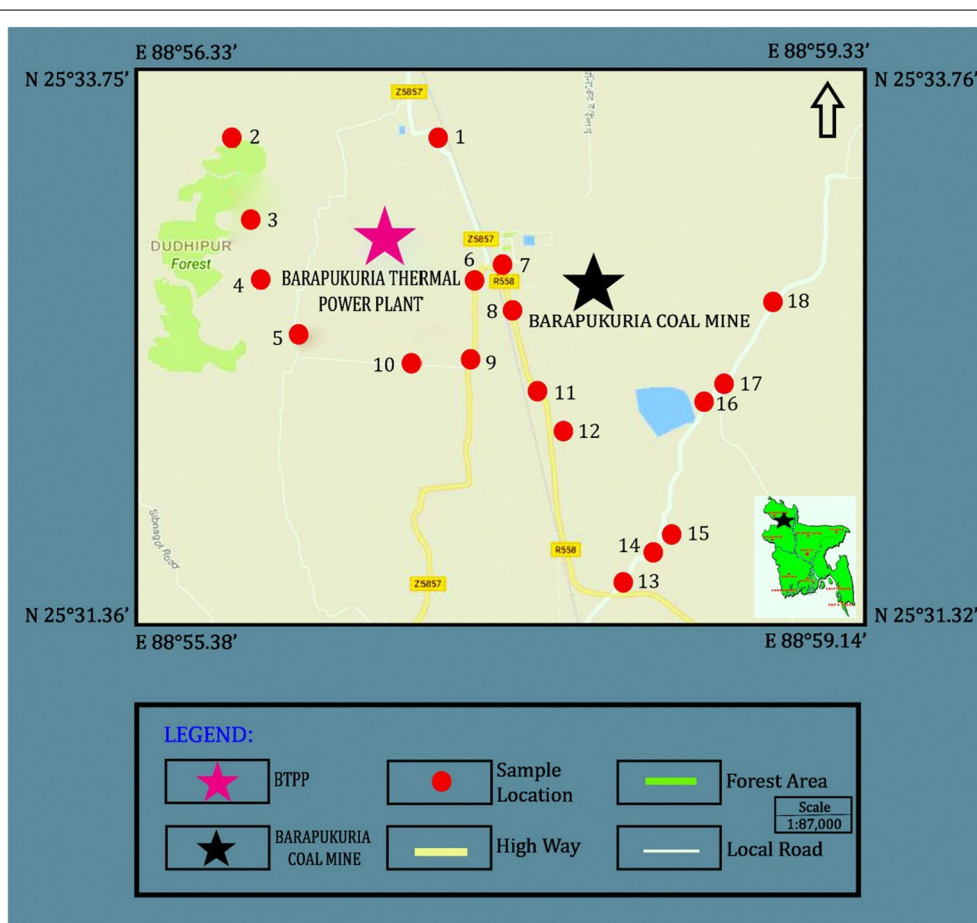 E 88°56.33’
E 88°59.33’
N 25°33.75’
N 25°33.76’
Z5857
1
2
3
DUDHIPUR
Forest
4
BARAPUKURIA THERMAL
POWER PLANT
Z5857
6
7
R558
8
BARAPUKURIA COAL MINE
18
5
10
9
17
16
11
12
Sibnagor Road
R558
15
14
13
Z5857
N 25°31.36’
N 25°31.32’
E 88°55.38’
E 88°59.14’
LEGEND:
BTPP
Sample
Location
Forest Area
Scale
1:87,000
BARAPUKURIA
COAL MINE
High Way
Local Road